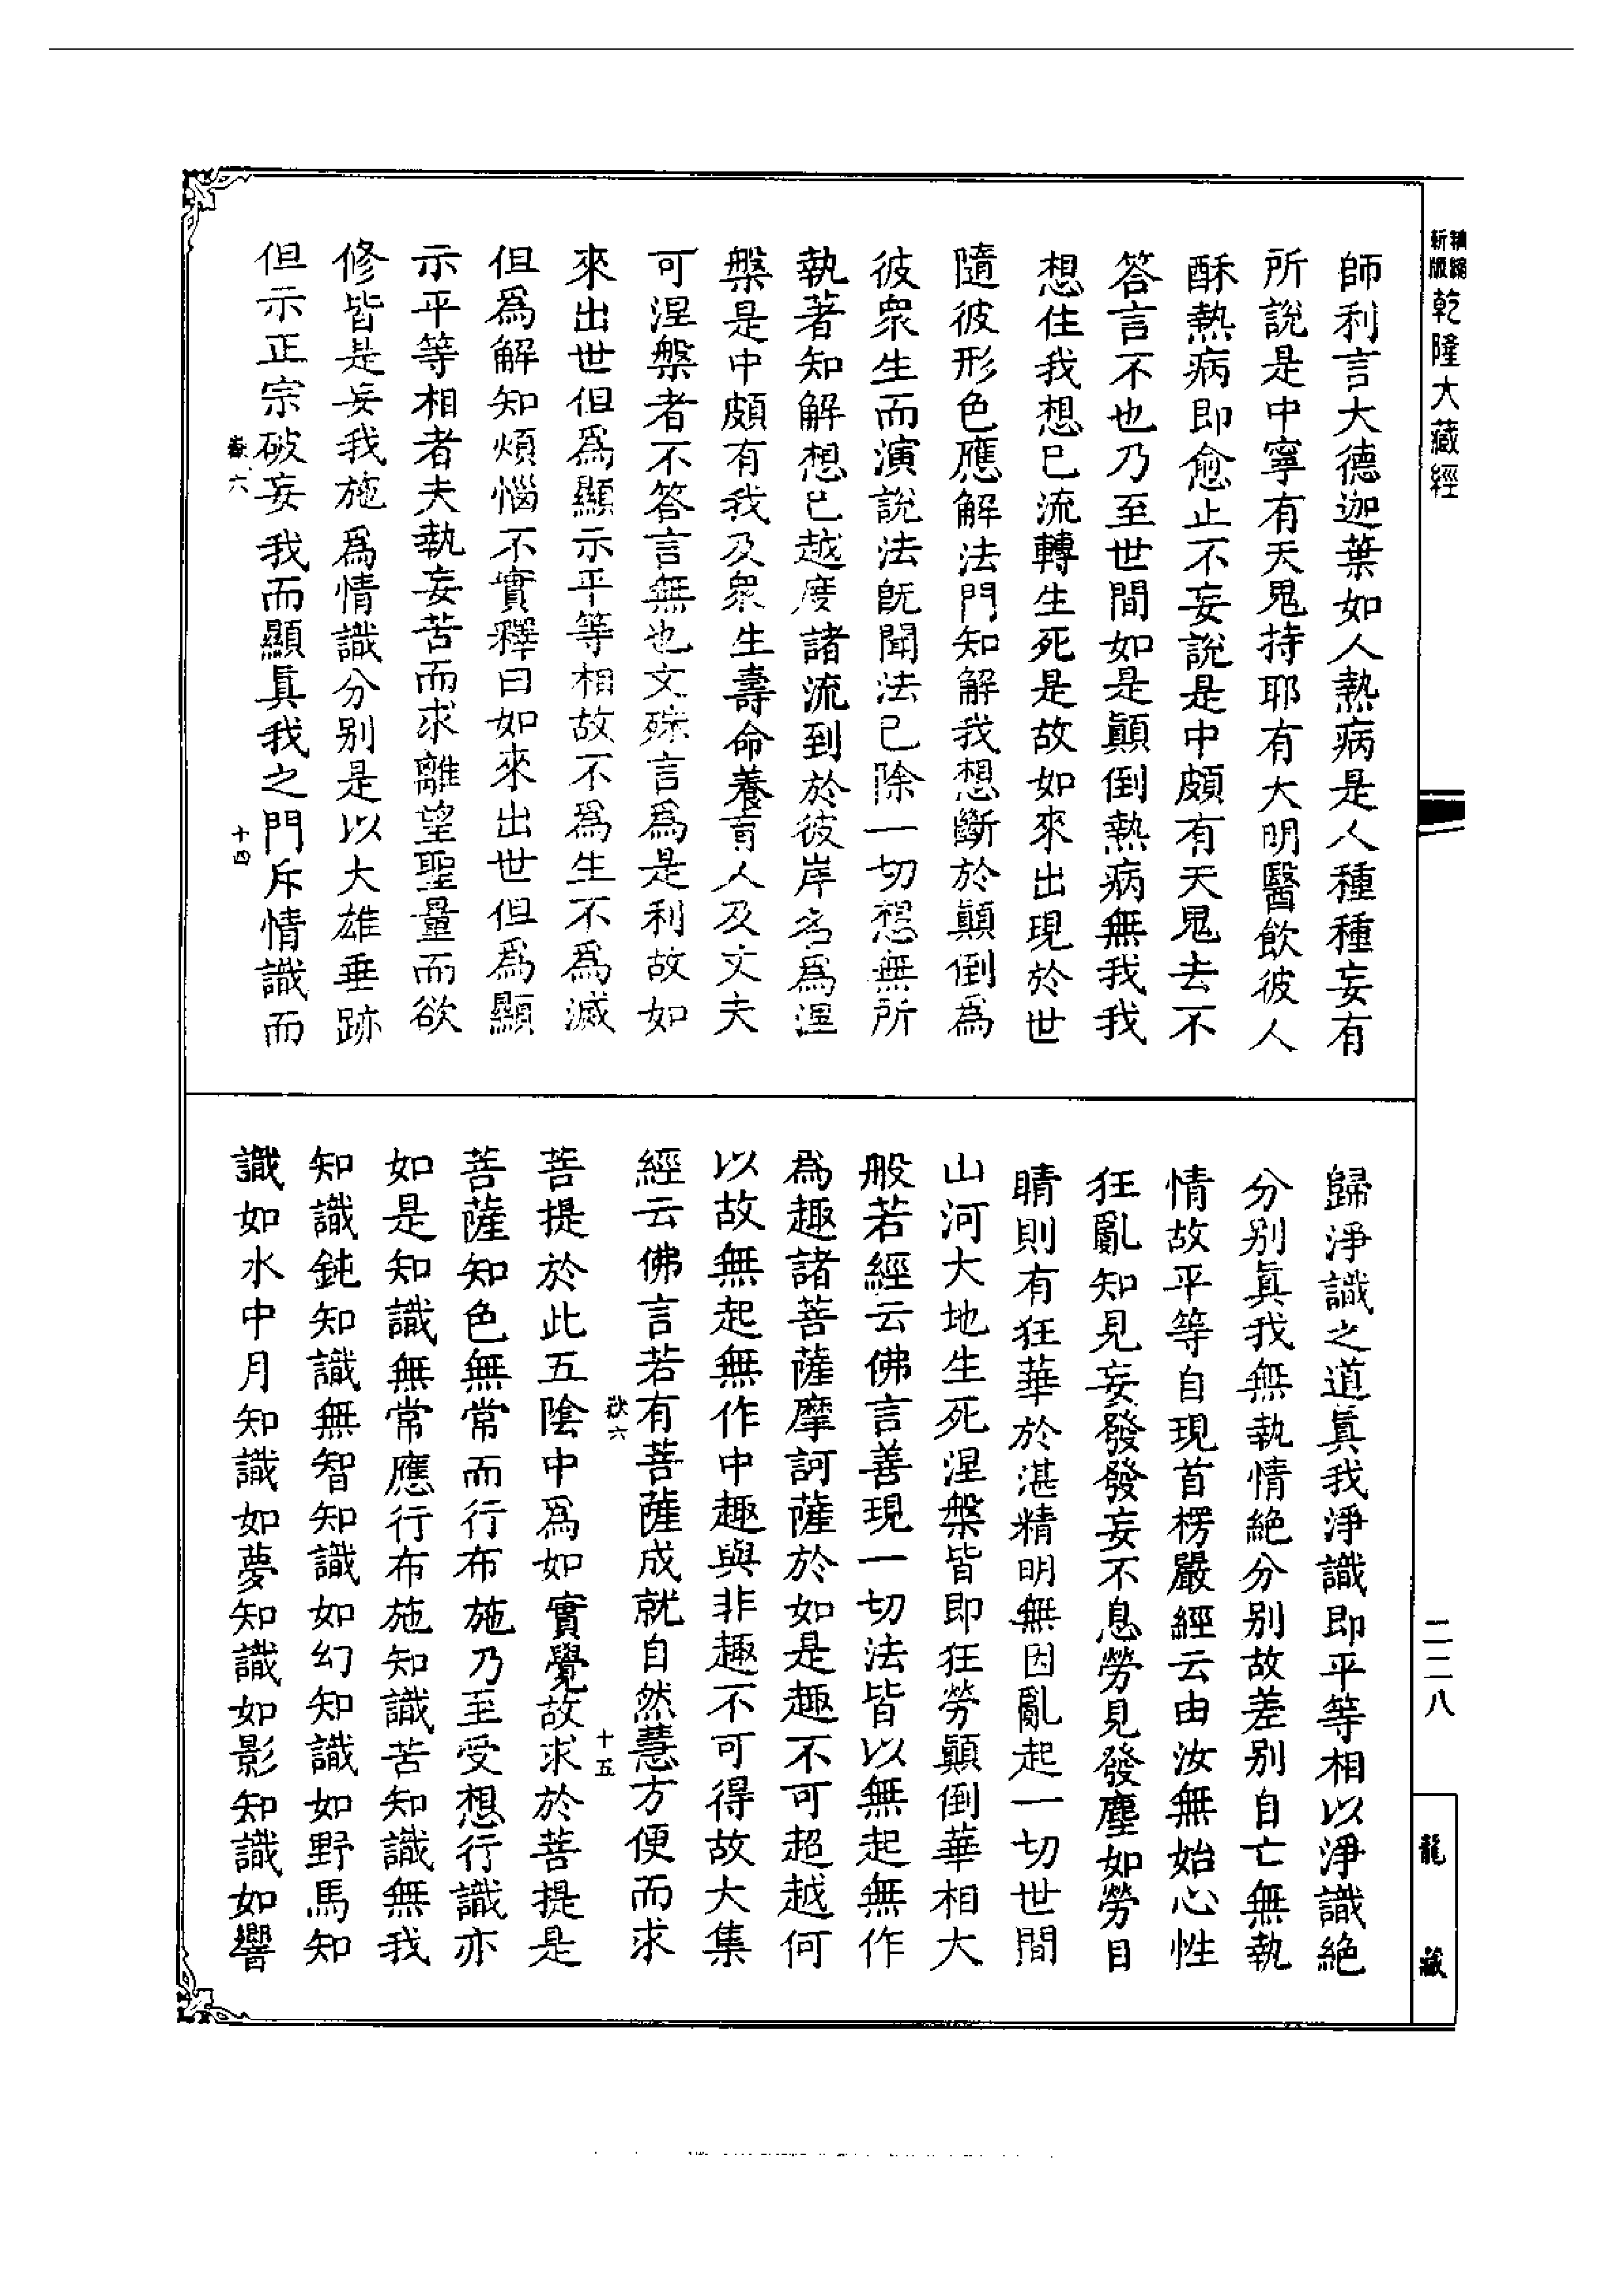 精縮新版乾隆大藏經
師利言大德迦葉如人熱病是人種種妄有
所說是中寧有天鬼持耶有大明醫飲彼人
酥熱病即愈止不妄說是中頗有天鬼去不
答言不也乃至世間如是顚倒熱病無我我
想住我想已流轉生死是故如來出現於世
隨彼形色應解法門知解我想斷於顚倒爲
彼衆生而演說法旣聞法已除一切想無所
執著知解想已越度諸流到於彼岸名爲涅
槃是中頗有我及衆生壽命養育人及丈夫
可涅槃者不答言無也文殊言爲是利故如
來出世但爲顯示平等相故不爲生不爲滅
但爲解知煩惱不實釋曰如來出世但爲顯
示平等相者夫執妄苦而求離望聖量而欲
修皆是妄我施爲情識分別是以大雄垂跡
但示正宗破妄我而顯眞我之門斥情識而
六
十四
歸淨識之道眞我淨識即平等相以淨識絕
分別眞我無執情絕分別故差別自亡無執
情故平等自現首楞嚴經云由汝無始心性
狂亂知見妄發發妄不息勞見發塵如勞目
睛則有狂華於湛精明無因亂起一切世間
山河大地生死涅槃皆即狂勞顚倒華相大
般若經云佛言善現一切法皆以無起無作
爲趣諸菩薩摩訶薩於如是趣不可超越何
以故無起無作中趣與非趣不可得故大集
經云佛言若有菩薩成就自然慧方便而求
六
十五
菩提於此五陰中爲如實覺故求於菩提是
菩薩知色無常而行布施乃至受想行識亦
如是知識無常應行布施知識苦知識無我
知識鈍知識無智知識如幻知識如野馬知
識如水中月知識如夢知識如影知識如響
二二八
龍藏